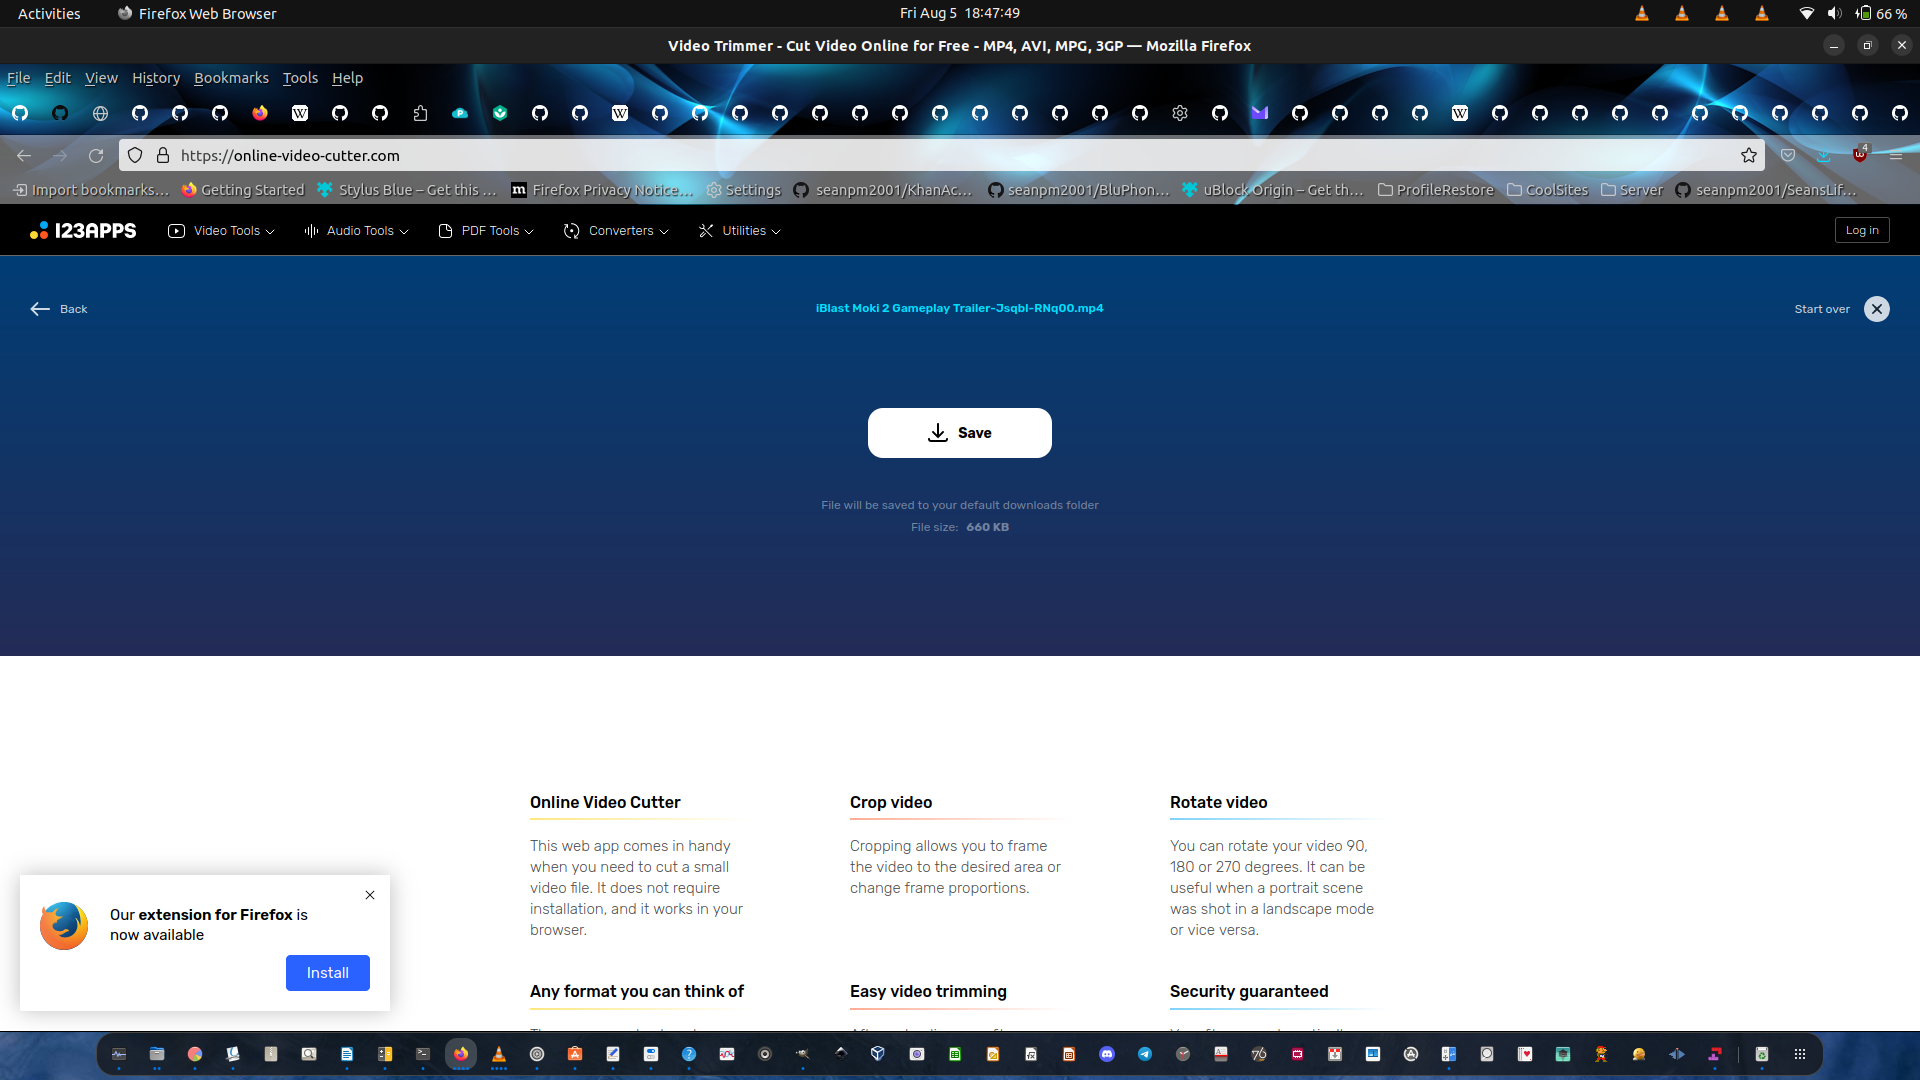 Activities Firefox Web Browser Fri Aug 5 18:47:49 66 %
Video Trimmer - Cut Video Online for Free - MP4, AVI, MPG, 3GP — Mozilla Firefox
File Edit View History Bookmarks Tools Help
https://online-video-cutter.com 4
Import bookmarks… Getting Started Stylus Blue – Get this … Firefox Privacy Notice… Settings seanpm2001/KhanAc… seanpm2001/BluPhon… uBlock Origin – Get th… ProfileRestore CoolSites Server seanpm2001/SeansLif…
123APPS Video Tools Audio Tools PDF Tools Converters Utilities Log in
Back iBlast Moki 2 Gameplay Trailer-Jsqbl-RNq00.mp4 Start over
Save
File will be saved to your default downloads folder
File size: 660 KB
Online Video Cutter
This web app comes in handy
when you need to cut a small
video file. It does not require
installation, and it works in your
browser.
Crop video
Cropping allows you to frame
the video to the desired area or
change frame proportions.
Rotate video
You can rotate your video 90,
180 or 270 degrees. It can be
useful when a portrait scene
was shot in a landscape mode
or vice versa.
Our extension for Firefox is
now available
Install
Any format you can think of
Easy video trimming
Security guaranteed